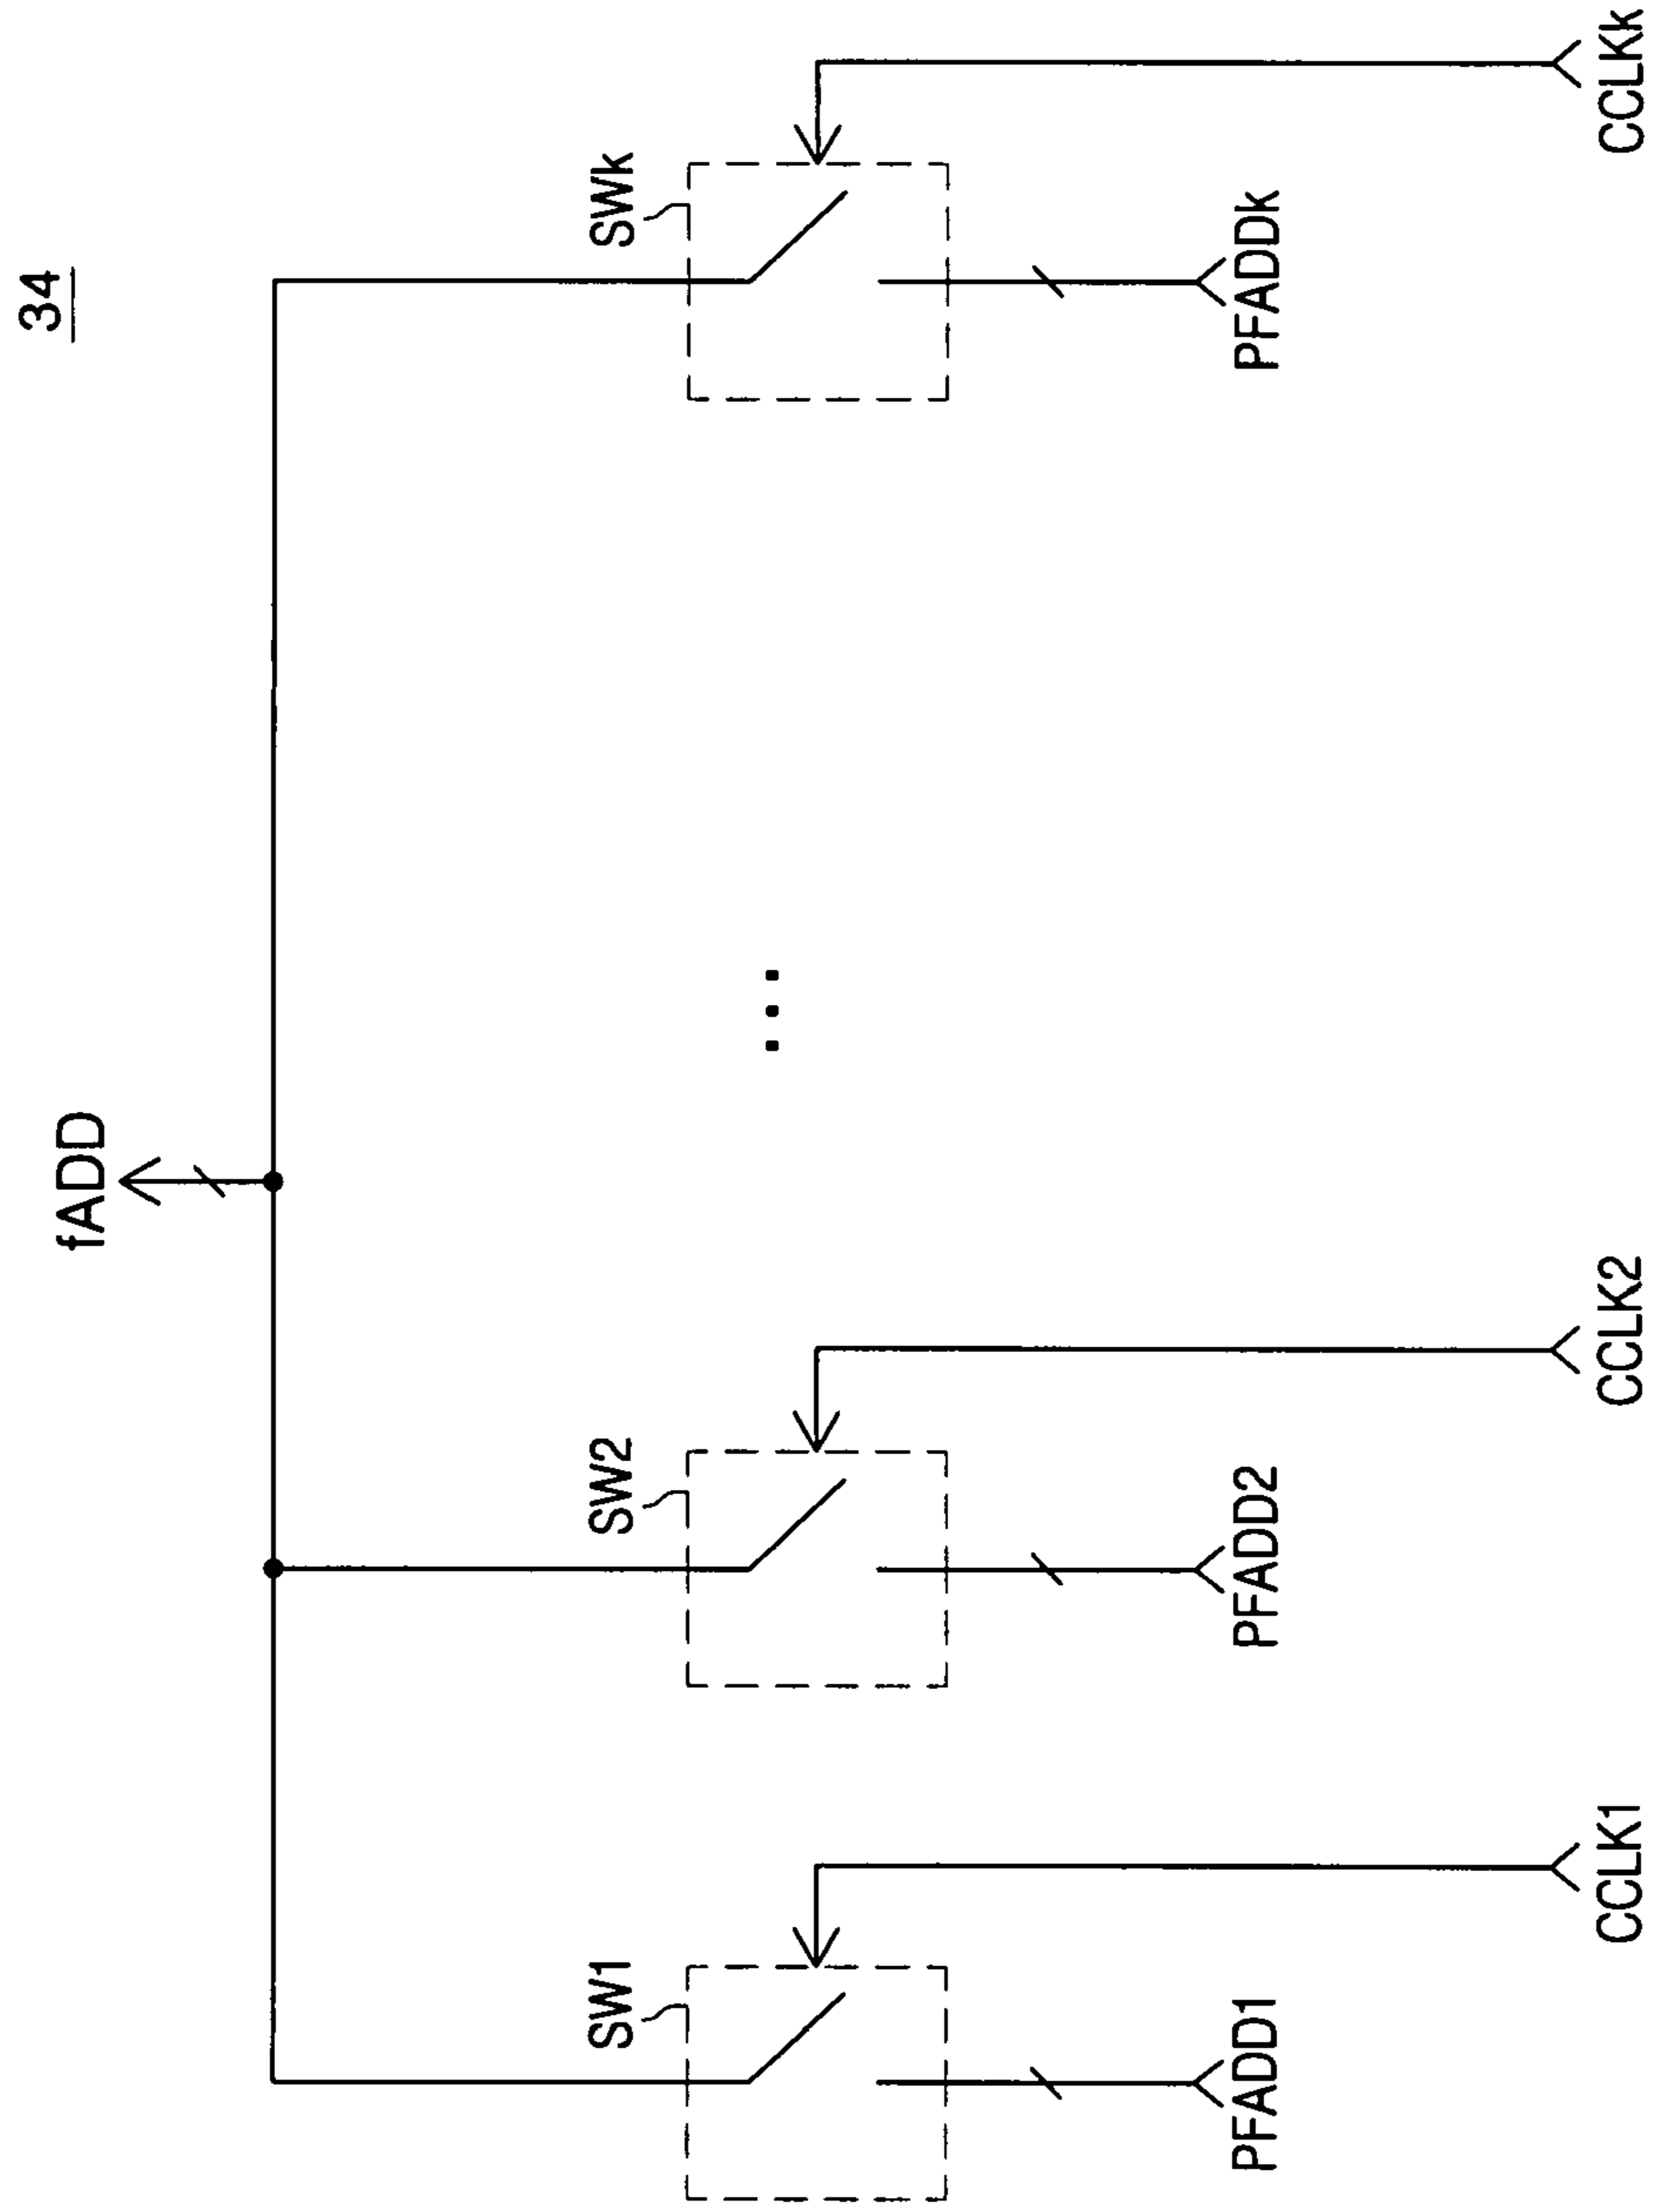 34
fADD
SW1
SW2
SWk
...
PFADD1
PFADD2
PFADDk
CCLK1
CCLK2
CCLKk